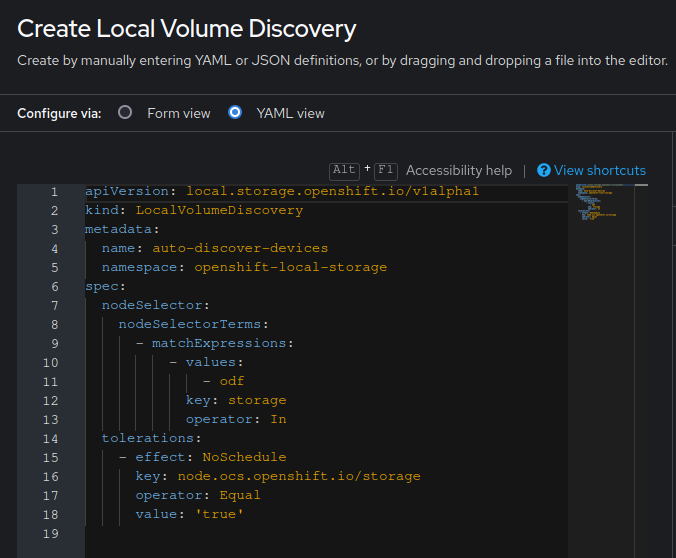 Create Local Volume Discovery
Create by manually entering YAML or JSON definitions, or by dragging and dropping a file into the editor.
Configure via: Form view YAML view
Alt + F1 Accessibility help | View shortcuts
1 apiVersion: local.storage.openshift.io/v1alpha1
2 kind: LocalVolumeDiscovery
3 metadata:
4 name: auto-discover-devices
5 namespace: openshift-local-storage
6 spec:
7 nodeSelector:
8 nodeSelectorTerms:
9 - matchExpressions:
10 - values:
11 - odf
12 key: storage
13 operator: In
14 tolerations:
15 - effect: NoSchedule
16 key: node.ocs.openshift.io/storage
17 operator: Equal
18 value: 'true'
19